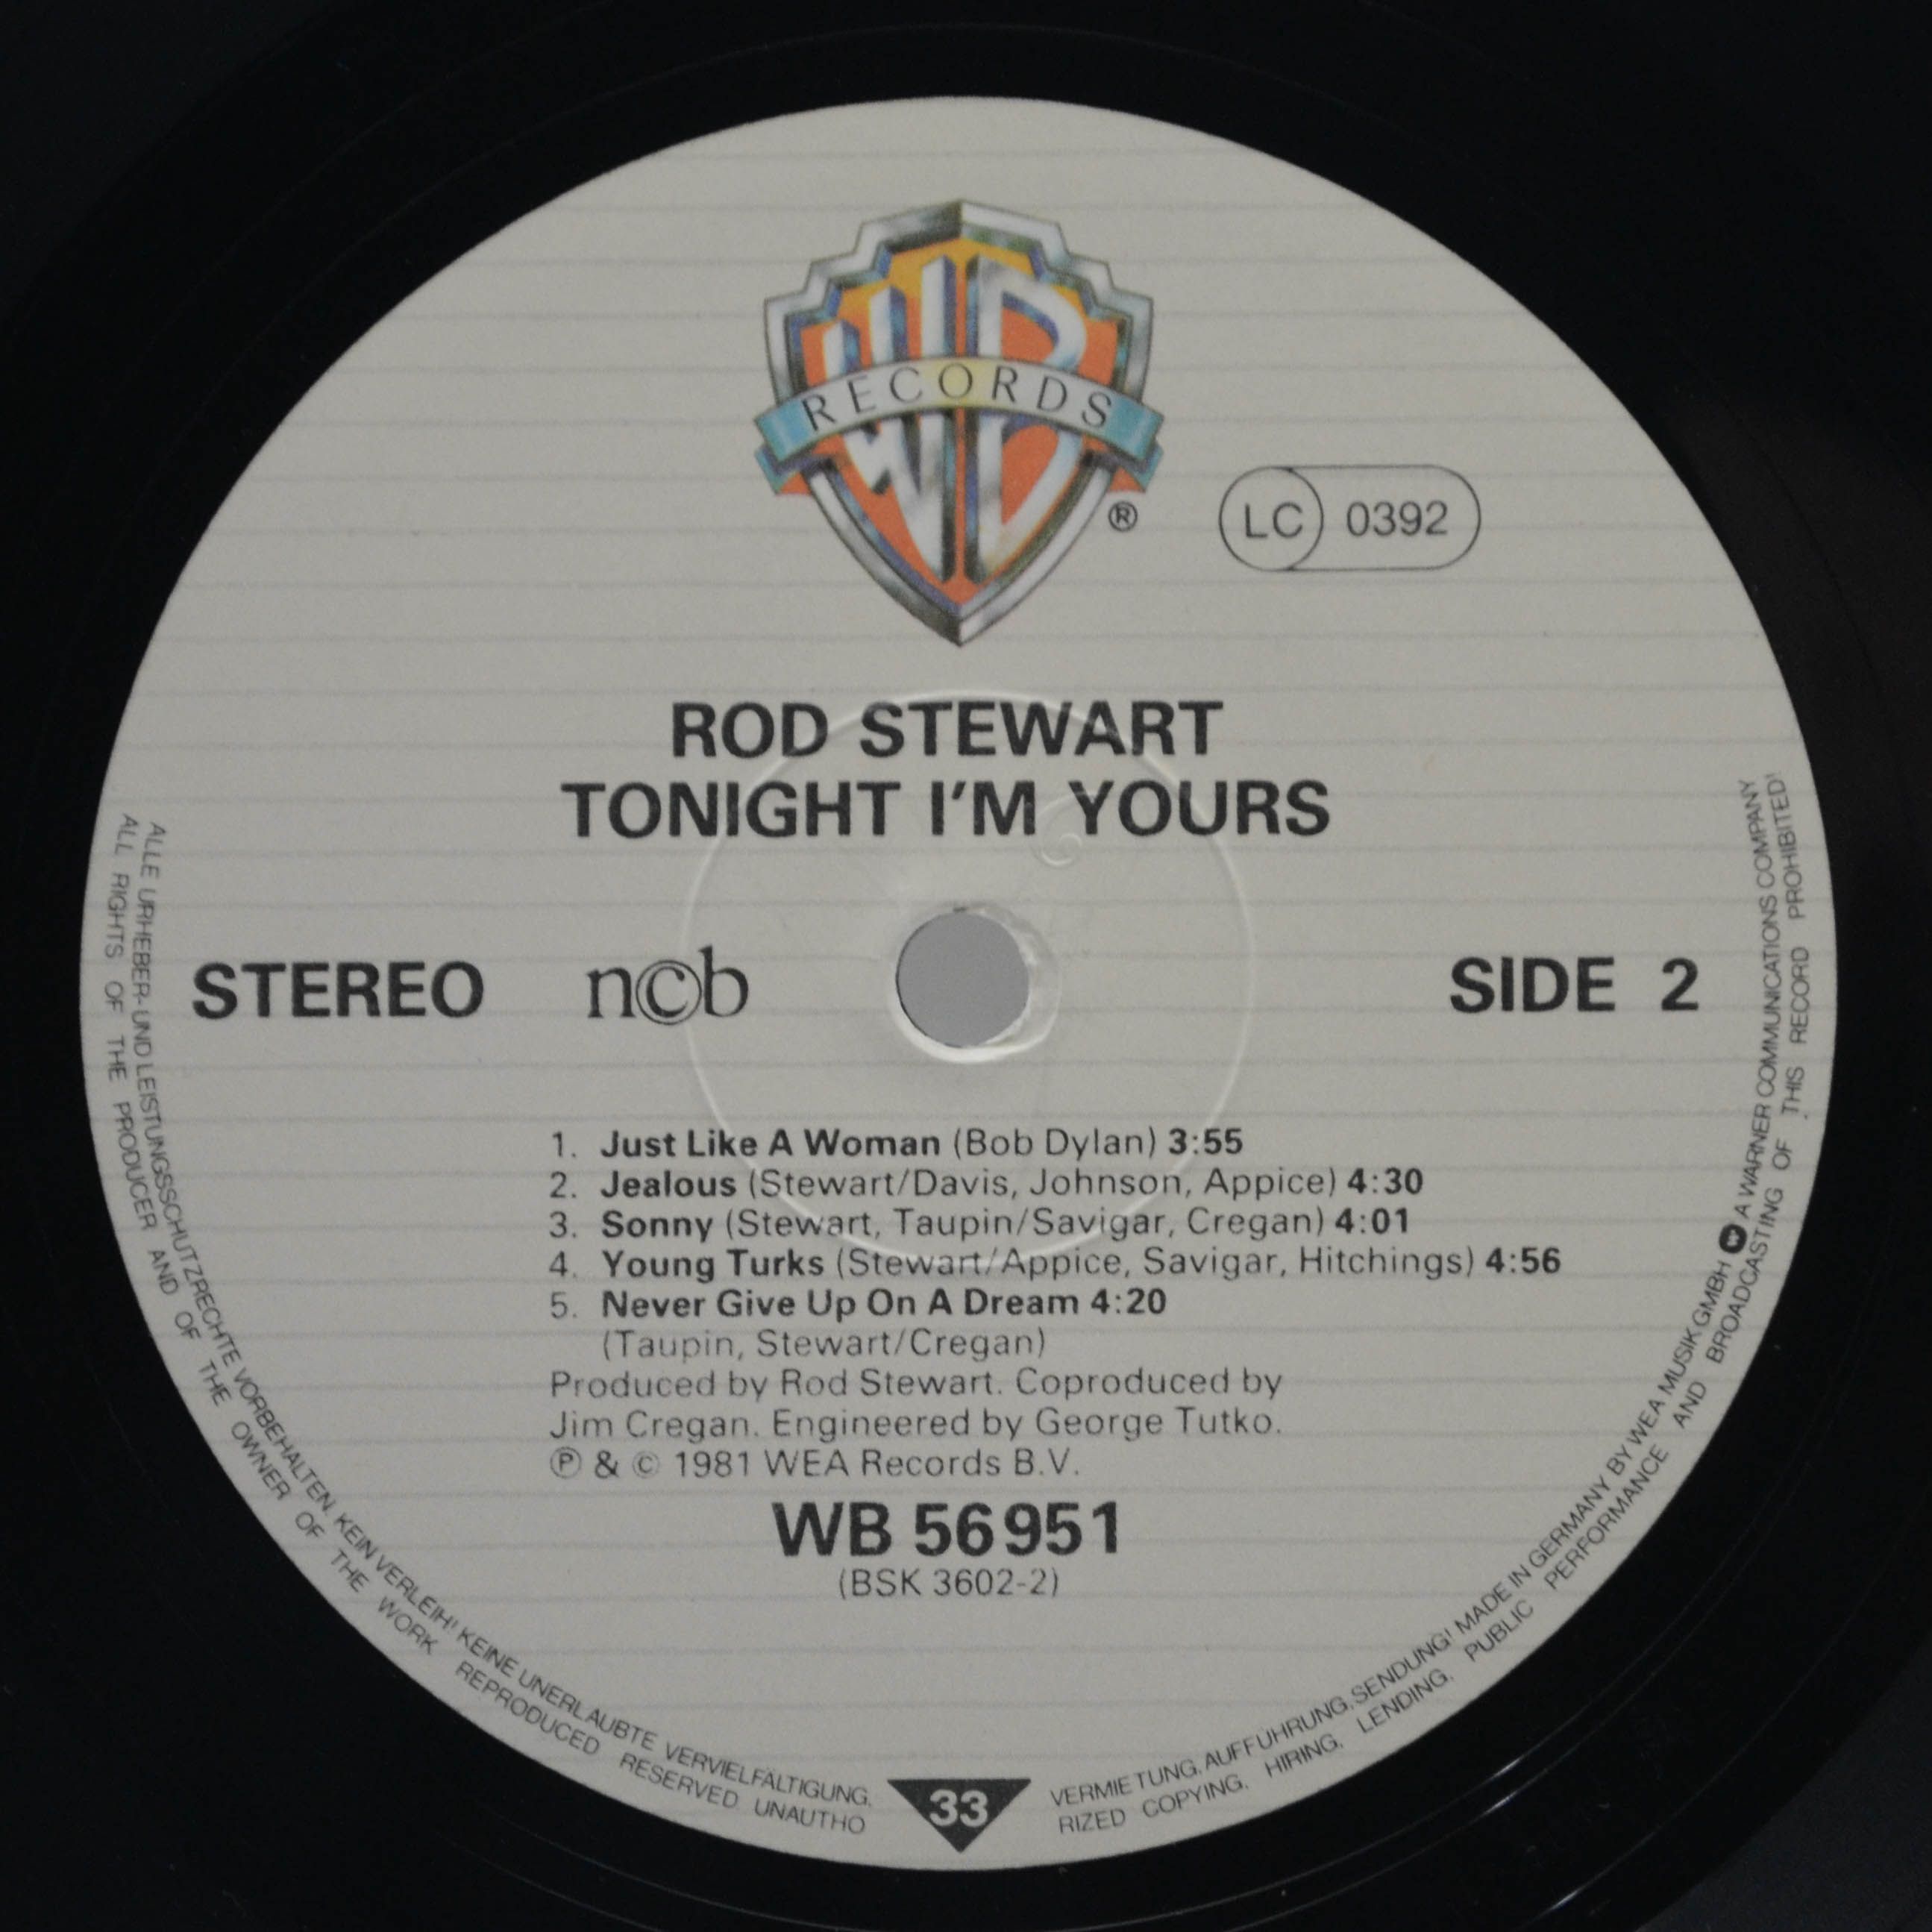 WB
RECORDS
®
LC 0392
ROD STEWART
TONIGHT I'M YOURS
STEREO n©b SIDE 2
1. Just Like A Woman (Bob Dylan) 3:55
2. Jealous (Stewart/Davis, Johnson, Appice) 4:30
3. Sonny (Stewart, Taupin/Savigar, Cregan) 4:01
4. Young Turks (Stewart/Appice, Savigar, Hitchings) 4:56
5. Never Give Up On A Dream 4:20
(Taupin, Stewart/Cregan)
Produced by Rod Stewart. Coproduced by
Jim Cregan. Engineered by George Tutko.
℗ & © 1981 WEA Records B.V.
WB 56951
(BSK 3602-2)
33
ALLE URHEBER- UND LEISTUNGSSCHUTZRECHTE VORBEHALTEN. KEIN VERLEIH! KEINE UNERLAUBTE VERVIELFÄLTIGUNG, VERMIETUNG, AUFFÜHRUNG, SENDUNG! MADE IN GERMANY BY WEA MUSIK GMBH A WARNER COMMUNICATIONS COMPANY
ALL RIGHTS OF THE PRODUCER AND OF THE OWNER OF THE WORK REPRODUCED RESERVED UNAUTHORIZED COPYING, HIRING, LENDING, PUBLIC PERFORMANCE AND BROADCASTING OF THIS RECORD PROHIBITED!